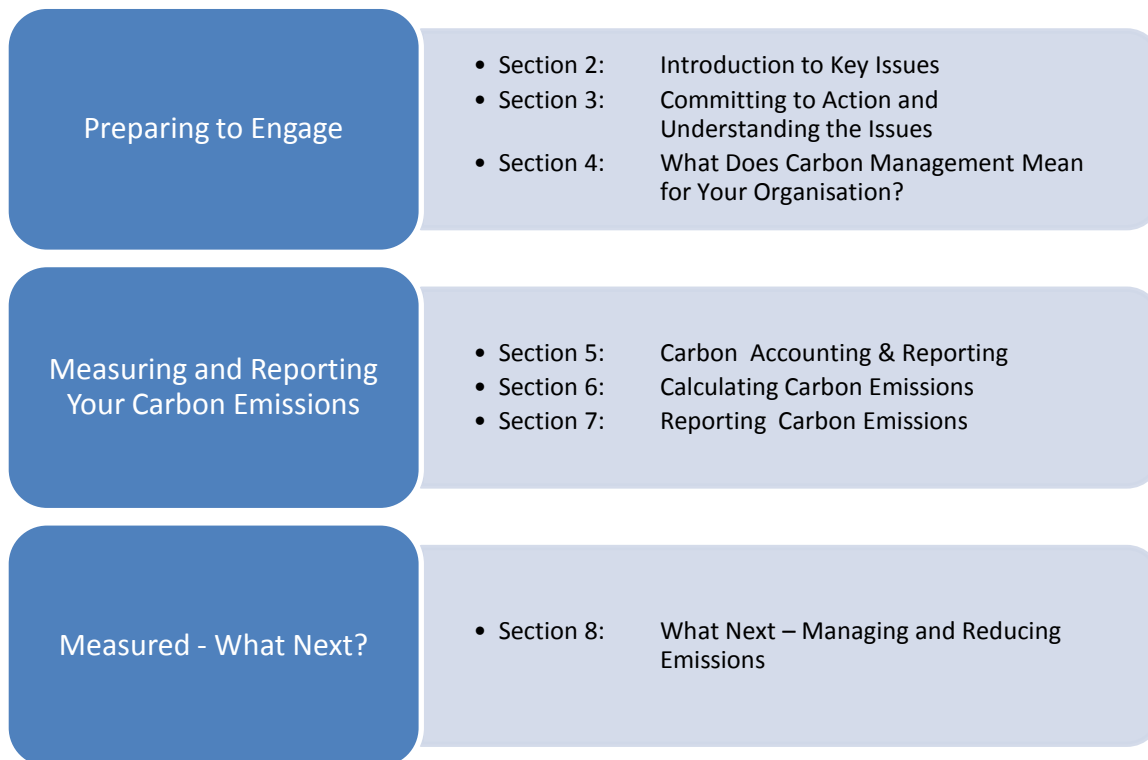 Preparing to Engage
• Section 2: Introduction to Key Issues
• Section 3: Committing to Action and
Understanding the Issues
• Section 4: What Does Carbon Management Mean
for Your Organisation?
Measuring and Reporting
Your Carbon Emissions
• Section 5: Carbon Accounting & Reporting
• Section 6: Calculating Carbon Emissions
• Section 7: Reporting Carbon Emissions
Measured - What Next?
• Section 8: What Next – Managing and Reducing
Emissions